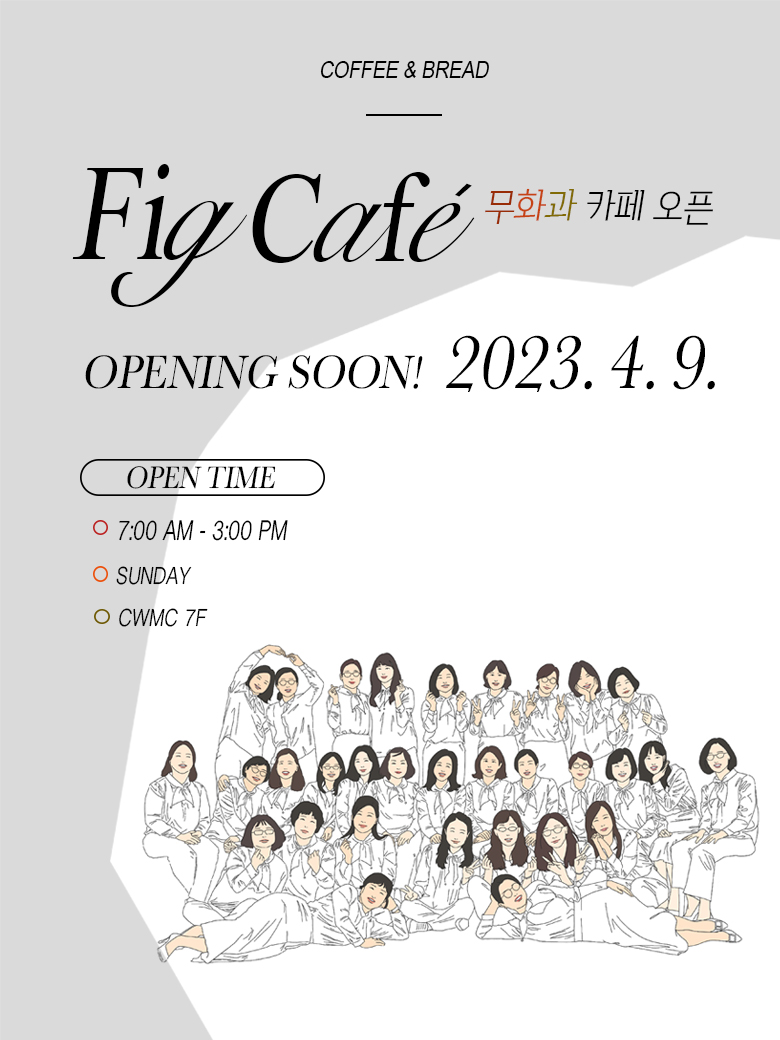 COFFEE & BREAD
Fig Café 무화과 카페 오픈
OPENING SOON! 2023. 4. 9.
OPEN TIME
7:00 AM - 3:00 PM
SUNDAY
CWMC 7F